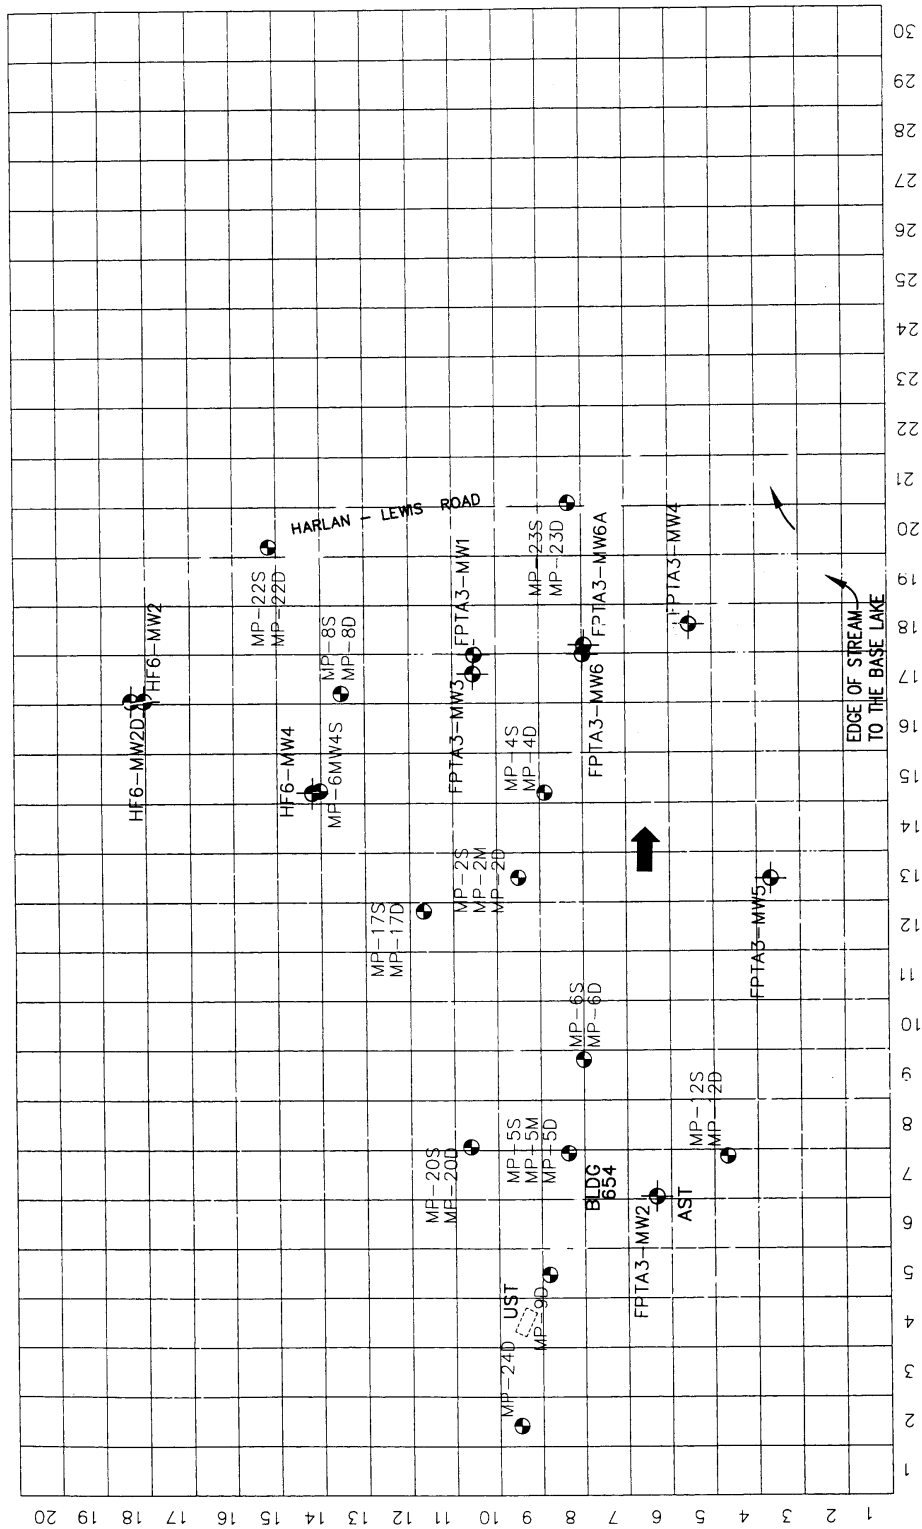 30
29
28
27
26
25
24
23
22
21
20
19
18
17
16
15
14
13
12
11
10
9
8
7
6
5
4
3
2
1
HARLAN - LEWIS ROAD
MP-22S
MP-22D
MP-23S
MP-23D
FPTA3-MW1
FPTA3-MW6A
FPTA3-MW4
HF6-MW2
HF6-MW2D
MP-8S
MP-8D
FPTA3-MW3
FPTA3-MW6
EDGE OF STREAM
TO THE BASE LAKE
HF6-MW4
MP-6MW4S
MP-4S
MP-4D
MP-2S
MP-2M
MP-2D
MP-17S
MP-17D
FPTA3-MW5
MP-6S
MP-6D
MP-12S
MP-12D
MP-20S
MP-20D
MP-5S
MP-5M
MP-5D
BLDG
654
AST
FPTA3-MW2
UST
MP-9D
MP-24D
20
19
18
17
16
15
14
13
12
11
10
9
8
7
6
5
4
3
2
1